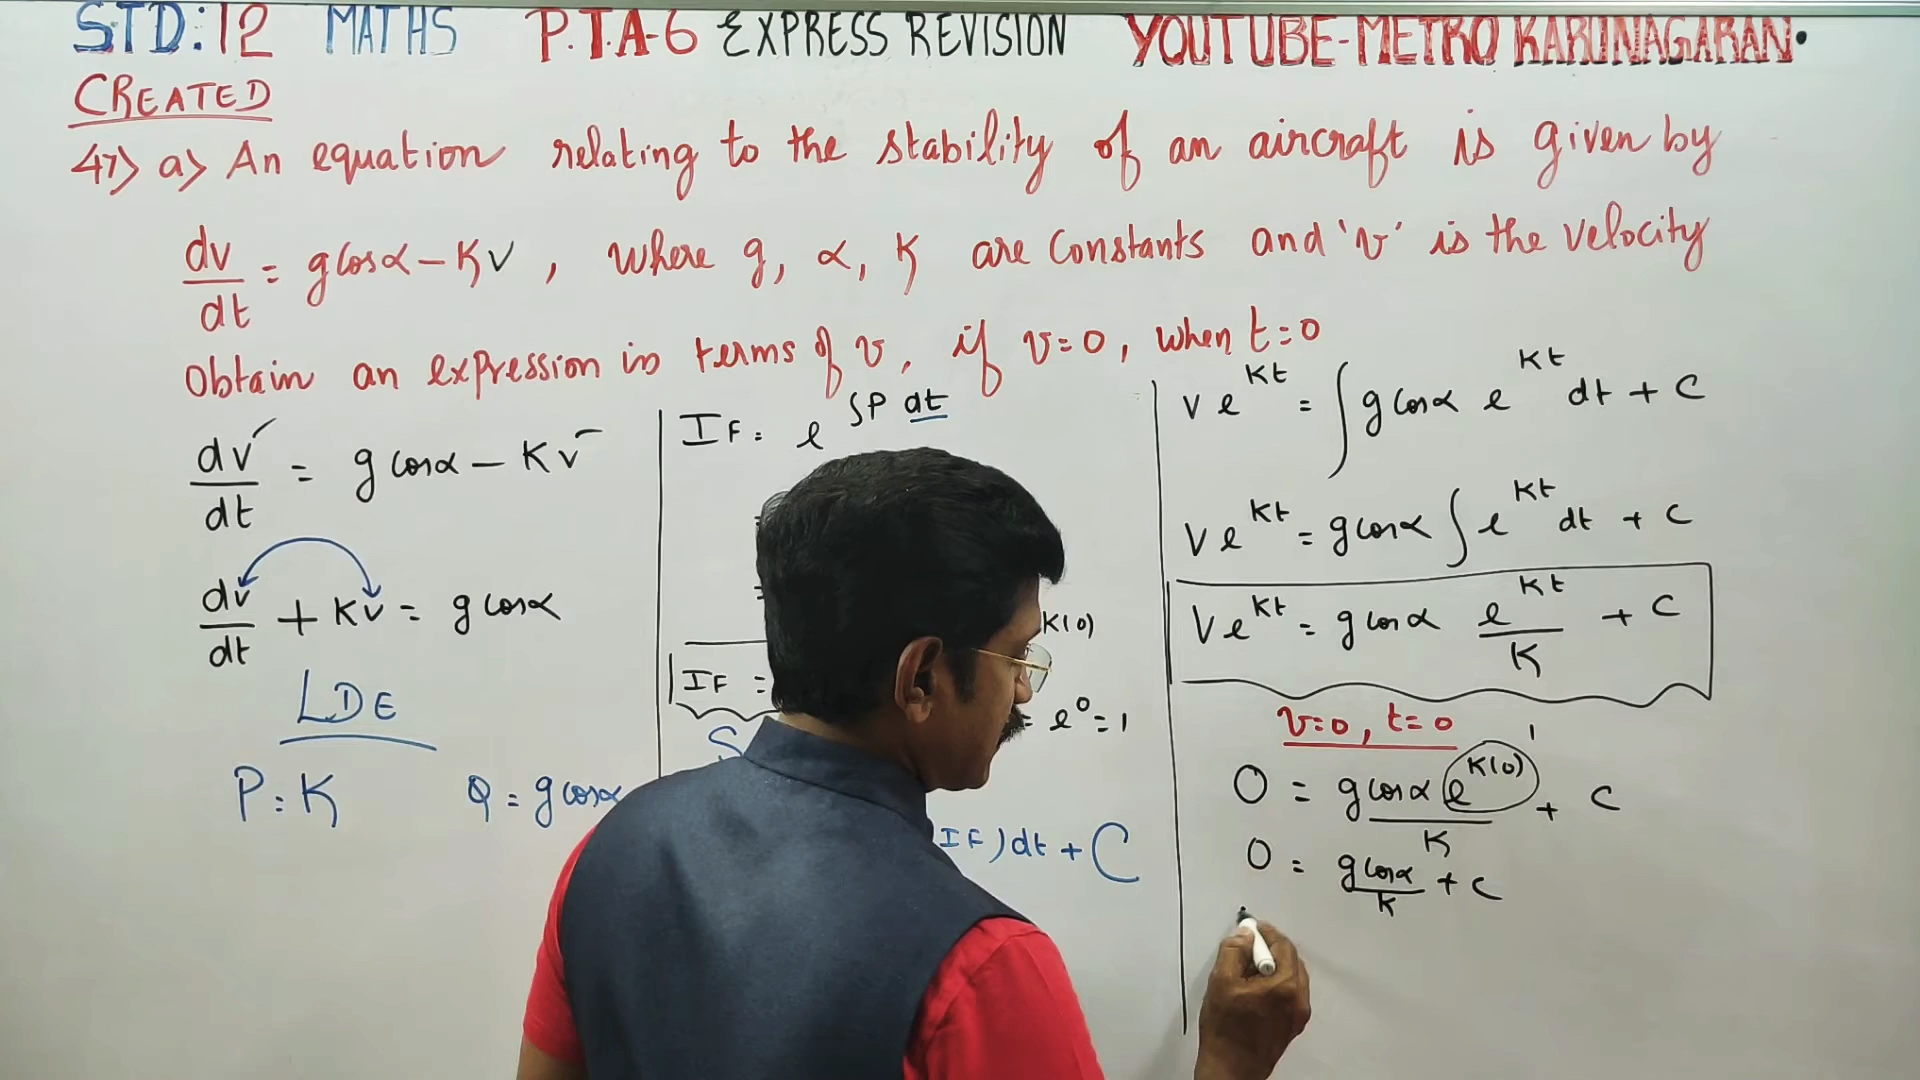 STD:12 MATHS P.T.A-6 EXPRESS REVISION YOUTUBE-METRO KARUNAGARAN.
CREATED
47) a) An equation relating to the stability of an aircraft is given by
dv/dt = g cosα - Kv, where g, α, K are constants and 'v' is the velocity
obtain an expression in terms of v, if v=0, when t=0
dv/dt = g cosα - Kv
dv/dt + Kv = g cosα
LDE
P = K Q = g cosα
IF = e^∫P dt
K(0)
IF =
= e^0 = 1
S
IF) dt + C
Ve^Kt = ∫ g cosα e^Kt dt + C
Ve^Kt = g cosα ∫ e^Kt dt + C
Ve^Kt = g cosα e^Kt/K + C
v=0, t=0
1
0 = g cosα e^K(0)/K + C
0 = g cosα/K + C